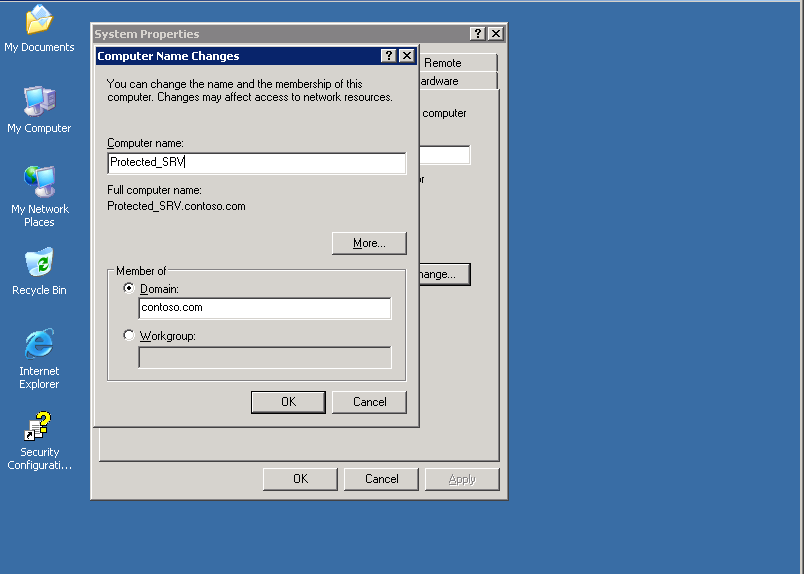 My Documents
My Computer
My Network
Places
Recycle Bin
Internet
Explorer
Security
Configurati...
System Properties
Computer Name Changes
You can change the name and the membership of this
computer. Changes may affect access to network resources.
Computer name:
Protected_SRV
Full computer name:
Protected_SRV.contoso.com
More...
Member of
Domain:
contoso.com
Workgroup:
OK
Cancel
Remote
ardware
computer
or
hange...
OK
Cancel
Apply